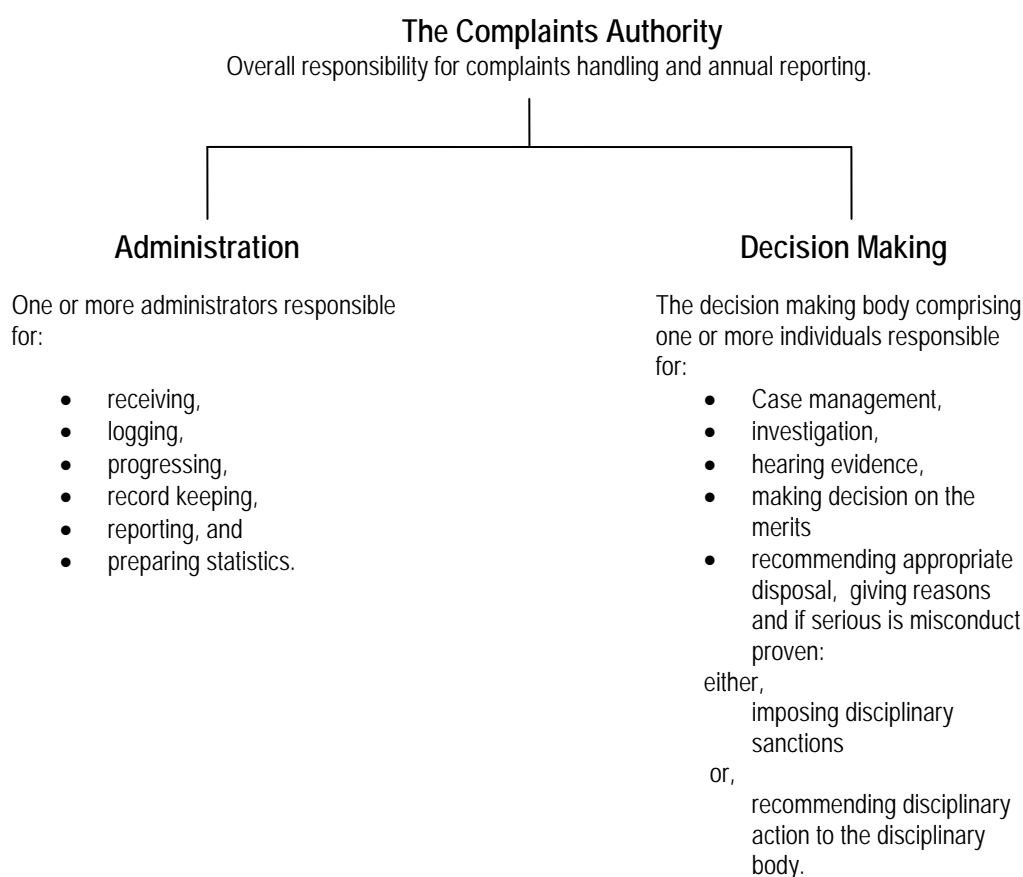 The Complaints Authority
Overall responsibility for complaints handling and annual reporting.
Administration
One or more administrators responsible
for:
• receiving,
• logging,
• progressing,
• record keeping,
• reporting, and
• preparing statistics.
Decision Making
The decision making body comprising
one or more individuals responsible
for:
• Case management,
• investigation,
• hearing evidence,
• making decision on the
merits
• recommending appropriate
disposal, giving reasons
and if serious is misconduct
proven:
either,
imposing disciplinary
sanctions
or,
recommending disciplinary
action to the disciplinary
body.